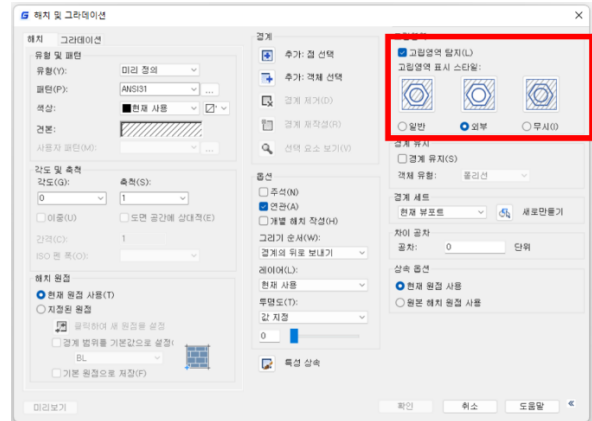 해치 및 그라데이션
해치 그라데이션
유형 및 패턴
유형(Y): 미리 정의
패턴(P): ANSI31 ...
색상: 현재 사용
견본:
사용자 패턴(M): ...
각도 및 축척
각도(G): 축척(S):
0 1
이중(U) 도면 공간에 상대적(E)
간격(C): 1
ISO 펜 폭(O):
해치 원점
현재 원점 사용(T)
지정된 원점
클릭하여 새 원점을 설정
경계 범위를 기본값으로 설정(
BL
기본 원점으로 저장(F)
미리보기
경계
추가: 점 선택
추가: 객체 선택
경계 제거(D)
경계 재작성(R)
선택 요소 보기(V)
옵션
주석(N)
연관(A)
개별 해치 작성(H)
그리기 순서(W):
경계의 뒤로 보내기
레이어(L):
현재 사용
투명도(T):
값 지정
0
특성 상속
고립영역
고립영역 탐지(L)
고립영역 표시 스타일:
일반 외부 무시(I)
경계 유지
경계 유지(S)
객체 유형: 폴리선
경계 세트
현재 뷰포트 새로만들기
차이 공차
공차: 0 단위
상속 옵션
현재 원점 사용
원본 해치 원점 사용
확인 취소 도움말